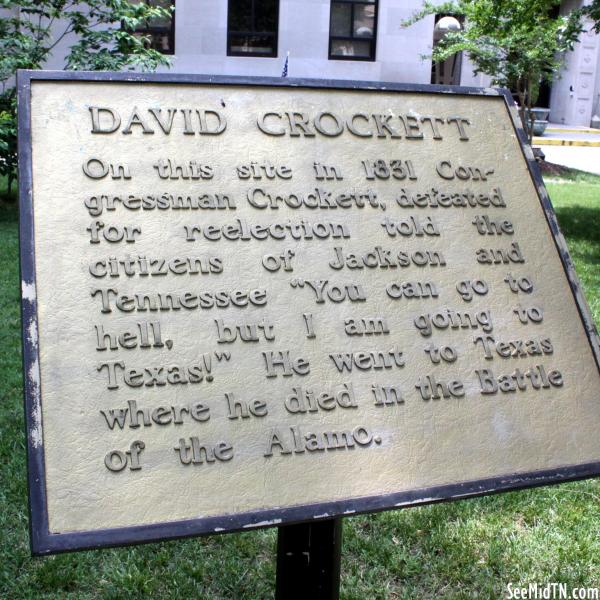 DAVID CROCKETT
On this site in 1831 Con-
gressman Crockett, defeated
for reelection told the
citizens of Jackson and
Tennessee "You can go to
hell, but I am going to
Texas!" He went to Texas
where he died in the Battle
of the Alamo.
SeeMidTN.com